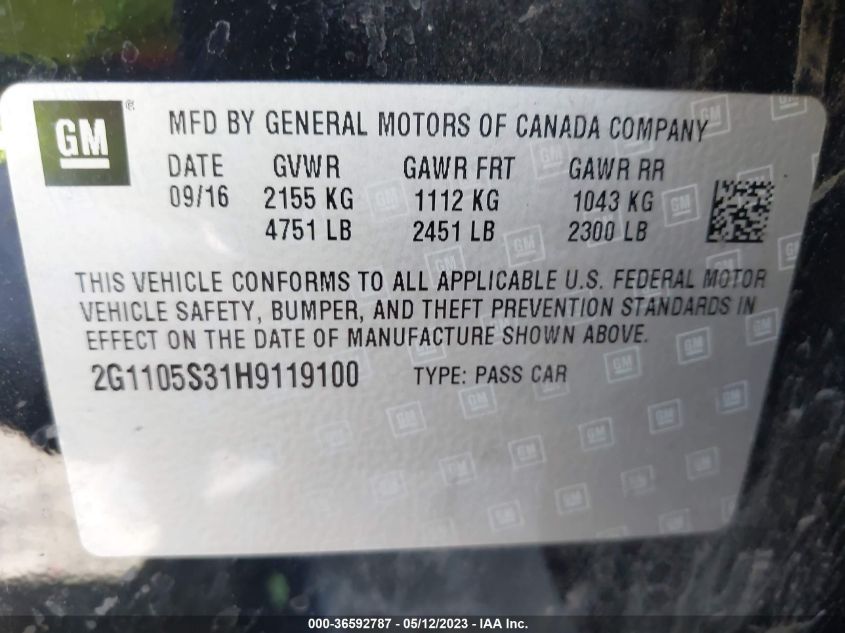 GM ®
MFD BY GENERAL MOTORS OF CANADA COMPANY
DATE GVWR GAWR FRT GAWR RR
09/16 2155 KG 1112 KG 1043 KG
4751 LB 2451 LB 2300 LB
THIS VEHICLE CONFORMS TO ALL APPLICABLE U.S. FEDERAL MOTOR
VEHICLE SAFETY, BUMPER, AND THEFT PREVENTION STANDARDS IN
EFFECT ON THE DATE OF MANUFACTURE SHOWN ABOVE.
2G1105S31H9119100 TYPE: PASS CAR
000-36592787 - 05/12/2023 - IAA Inc.